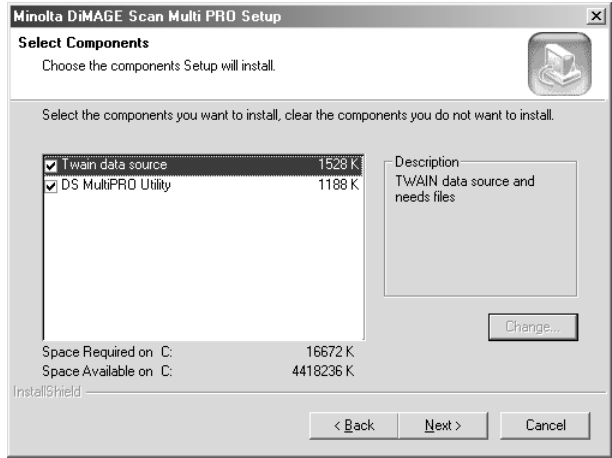 Minolta DiMAGE Scan Multi PRO Setup
Select Components
Choose the components Setup will install.
Select the components you want to install, clear the components you do not want to install.
Twain data source 1528 K
DS MultiPRO Utility 1188 K
Description
TWAIN data source and
needs files
Change...
Space Required on C: 16672 K
Space Available on C: 4418236 K
InstallShield
< Back Next > Cancel